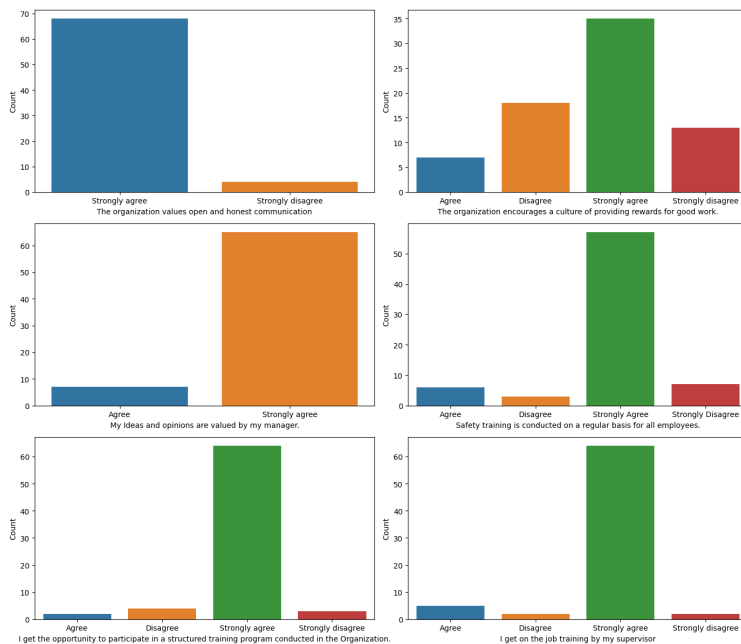 70
60
50
40
30
20
10
0
Count
Strongly agree
Strongly disagree
The organization values open and honest communication
35
30
25
20
15
10
5
0
Count
Agree
Disagree
Strongly agree
Strongly disagree
The organization encourages a culture of providing rewards for good work.
60
50
40
30
20
10
0
Count
Agree
Strongly agree
My Ideas and opinions are valued by my manager.
50
40
30
20
10
0
Count
Agree
Disagree
Strongly Agree
Strongly Disagree
Safety training is conducted on a regular basis for all employees.
60
50
40
30
20
10
0
Count
Agree
Disagree
Strongly agree
Strongly disagree
I get the opportunity to participate in a structured training program conducted in the Organization.
60
50
40
30
20
10
0
Count
Agree
Disagree
Strongly agree
Strongly disagree
I get on the job training by my supervisor